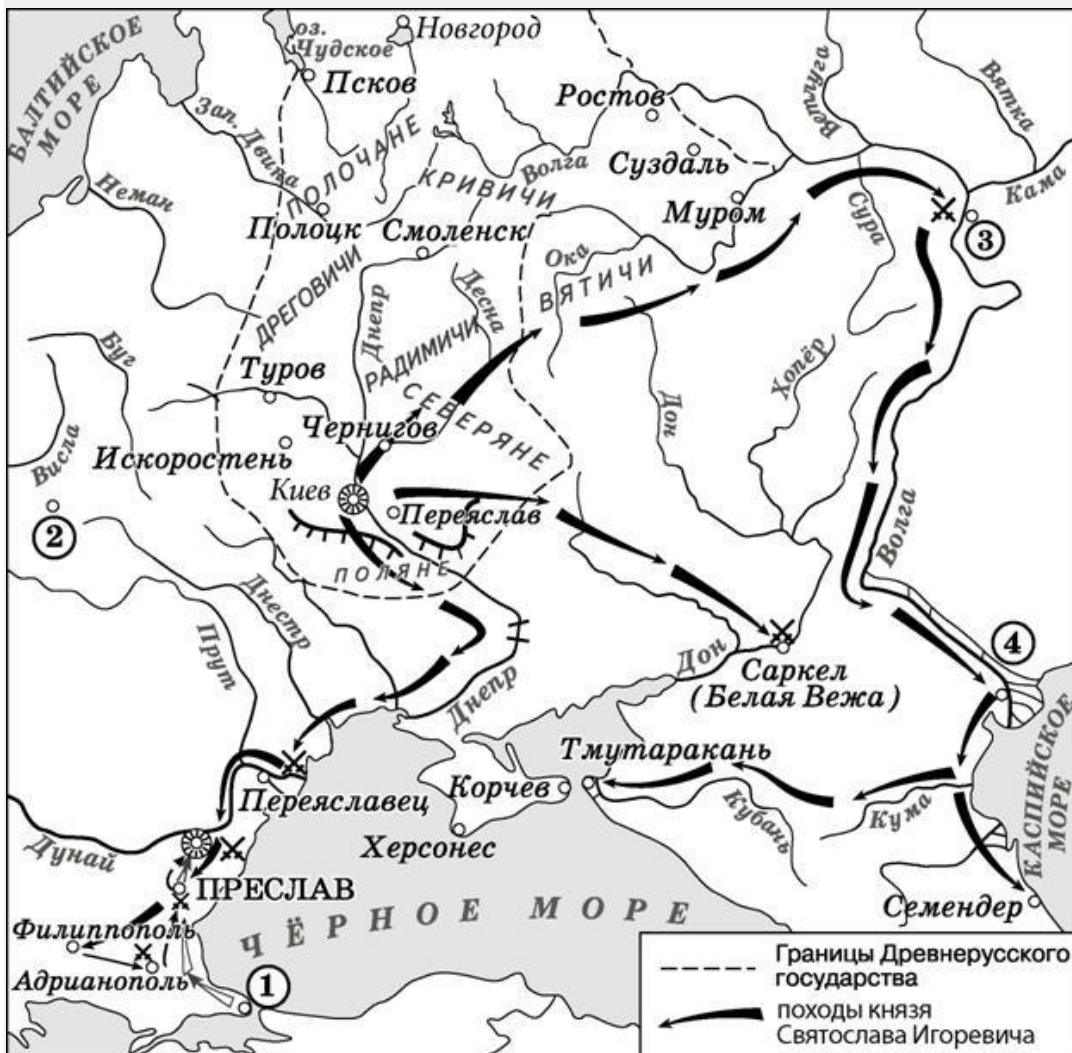 БАЛТИЙСКОЕ
МОРЕ
оз.
Чудское
Новгород
Псков
Зап. Двина
Неман
ПОЛОЧАНЕ
Полоцк
КРИВИЧИ
Смоленск
Волга
Ростов
Суздаль
Муром
Ветлуга
Вятка
Кама
Сура
3
Ока
ВЯТИЧИ
Десна
Днепр
ДРЕГОВИЧИ
РАДИМИЧИ
СЕВЕРЯНЕ
Буг
Туров
Чернигов
Искоростень
Киев
Переяслав
Висла
2
ПОЛЯНЕ
Дон
Хопёр
Волга
4
Днестр
Прут
Днепр
Дон
Саркел
(Белая Вежа)
Тмутаракань
Корчев
Херсонес
Кубань
Кума
КАСПИЙСКОЕ
МОРЕ
Семендер
Переяславец
Дунай
ПРЕСЛАВ
Филиппополь
Адрианополь
1
ЧЁРНОЕ МОРЕ
Границы Древнерусского
государства
походы князя
Святослава Игоревича